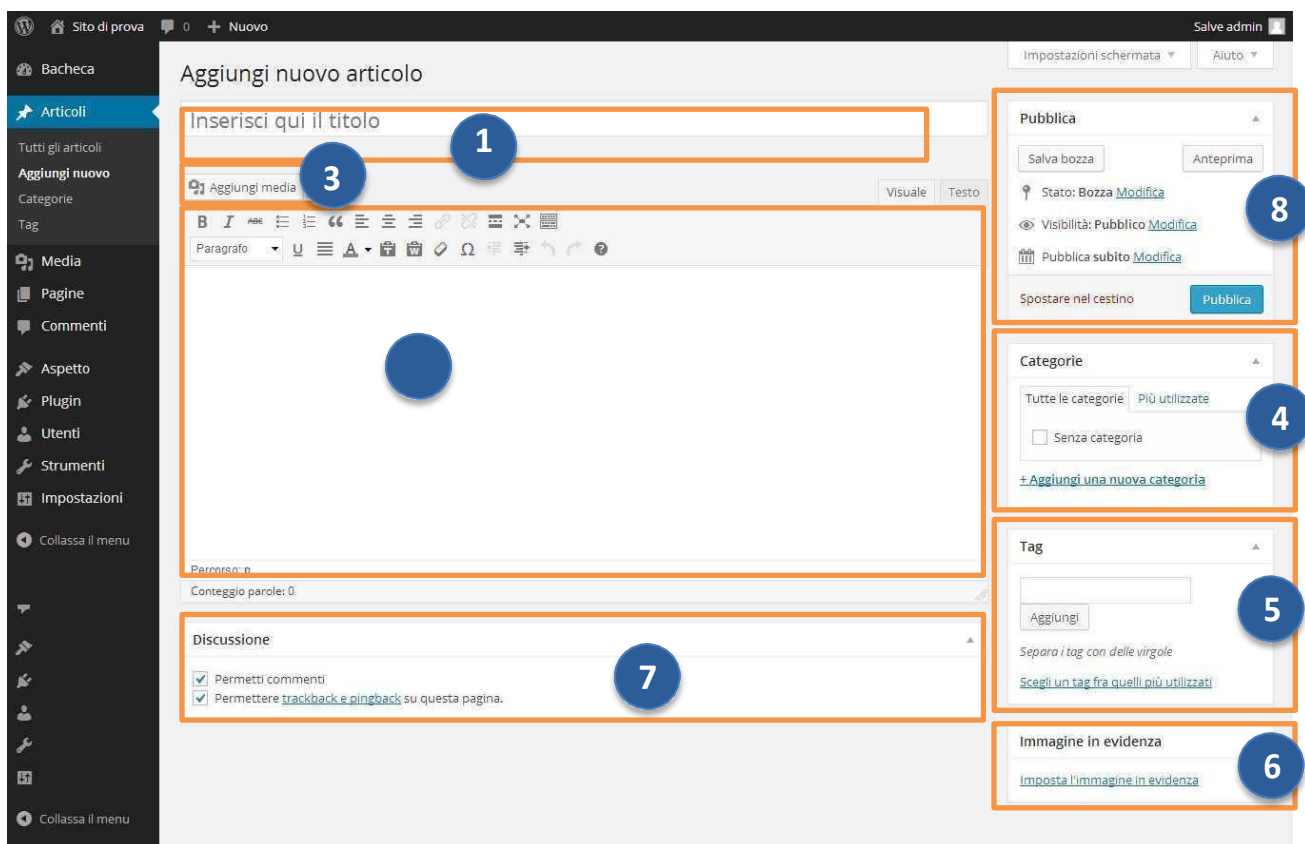 Sito di prova 0 + Nuovo Salve admin
Impostazioni schermata Aiuto
Bacheca
Articoli
Tutti gli articoli
Aggiungi nuovo
Categorie
Tag
Media
Pagine
Commenti
Aspetto
Plugin
Utenti
Strumenti
Impostazioni
Collassa il menu
Collassa il menu
Aggiungi nuovo articolo
Inserisci qui il titolo
1
Aggiungi media
3
Visuale Testo
B I ABC
Paragrafo U A T W Ω ?
Percorso: p
Conteggio parole: 0
Discussione
Permetti commenti
Permettere trackback e pingback su questa pagina.
7
Pubblica
Salva bozza Anteprima
Stato: Bozza Modifica
Visibilità: Pubblico Modifica
Pubblica subito Modifica
Spostare nel cestino Pubblica
8
Categorie
Tutte le categorie Più utilizzate
Senza categoria
+ Aggiungi una nuova categoria
4
Tag
Aggiungi
Separa i tag con delle virgole
Scegli un tag fra quelli più utilizzati
5
Immagine in evidenza
Imposta l'immagine in evidenza
6